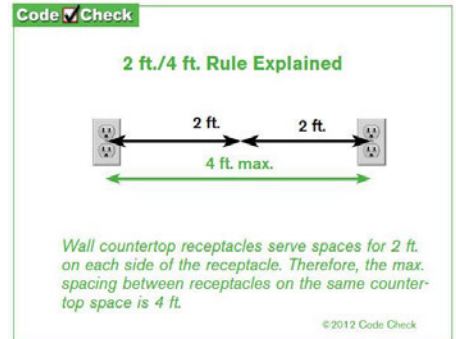 Code Check
2 ft./4 ft. Rule Explained
2 ft. 2 ft.
4 ft. max.
Wall countertop receptacles serve spaces for 2 ft.
on each side of the receptacle. Therefore, the max.
spacing between receptacles on the same counter-
top space is 4 ft.
©2012 Code Check